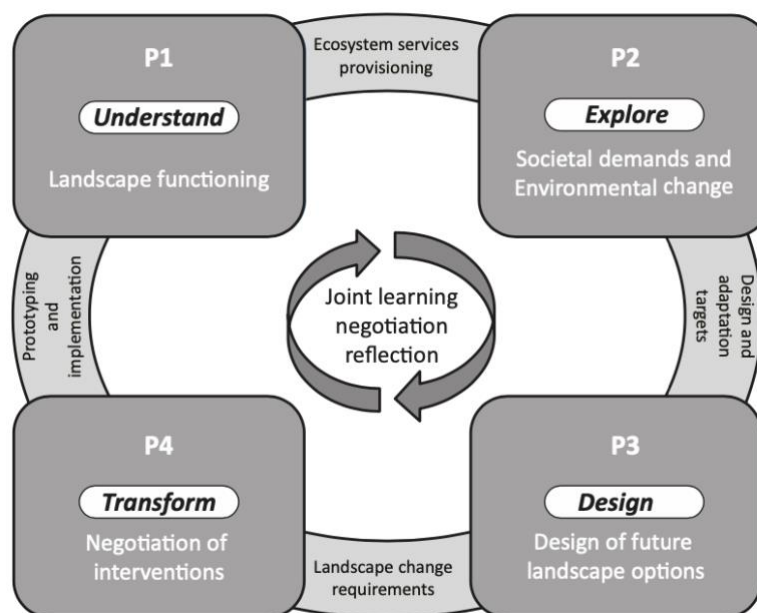 P1
Understand
Landscape functioning
Ecosystem services
provisioning
P2
Explore
Societal demands and
Environmental change
Prototyping
and
implementation
Joint learning
negotiation
reflection
Design and
adaptation
targets
P4
Transform
Negotiation of
interventions
Landscape change
requirements
P3
Design
Design of future
landscape options